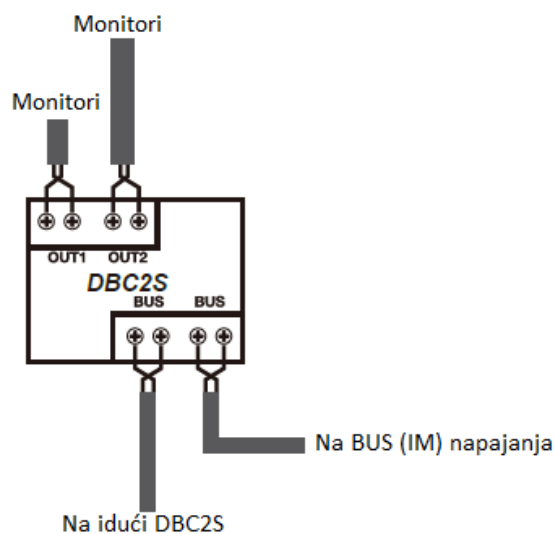 Monitori
Monitori
OUT1 OUT2
DBC2S
BUS BUS
Na BUS (IM) napajanja
Na idući DBC2S